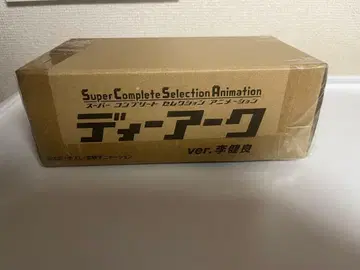 Super Complete Selection Animation
スーパー コンプリート セレクション アニメーション
ディーアーク
ver.李健良